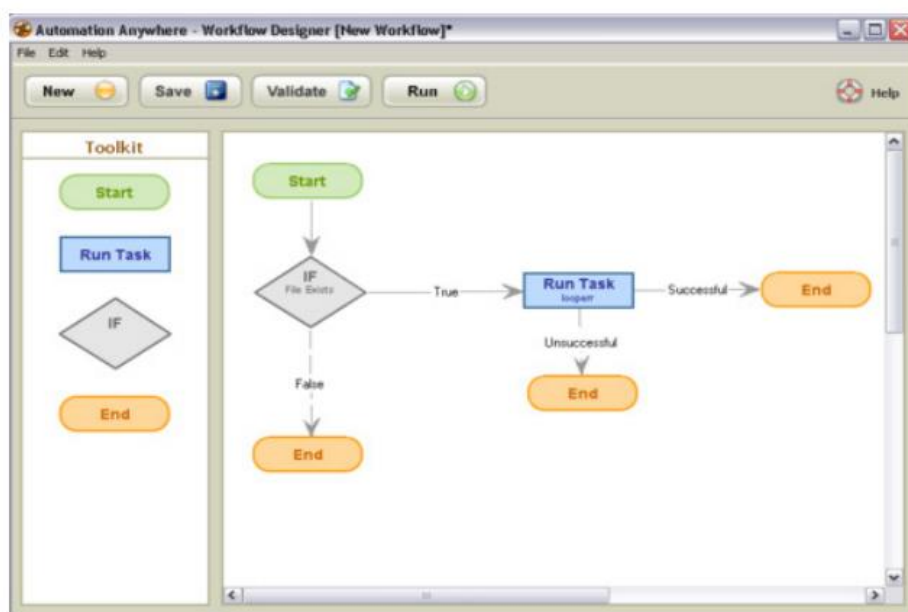 Automation Anywhere - Workflow Designer [New Workflow]*
File Edit Help
New Save Validate Run Help
Toolkit
Start
Run Task
IF
End
Start
IF
File Exists
True
Run Task
looperr
Successful
End
Unsuccessful
End
False
End